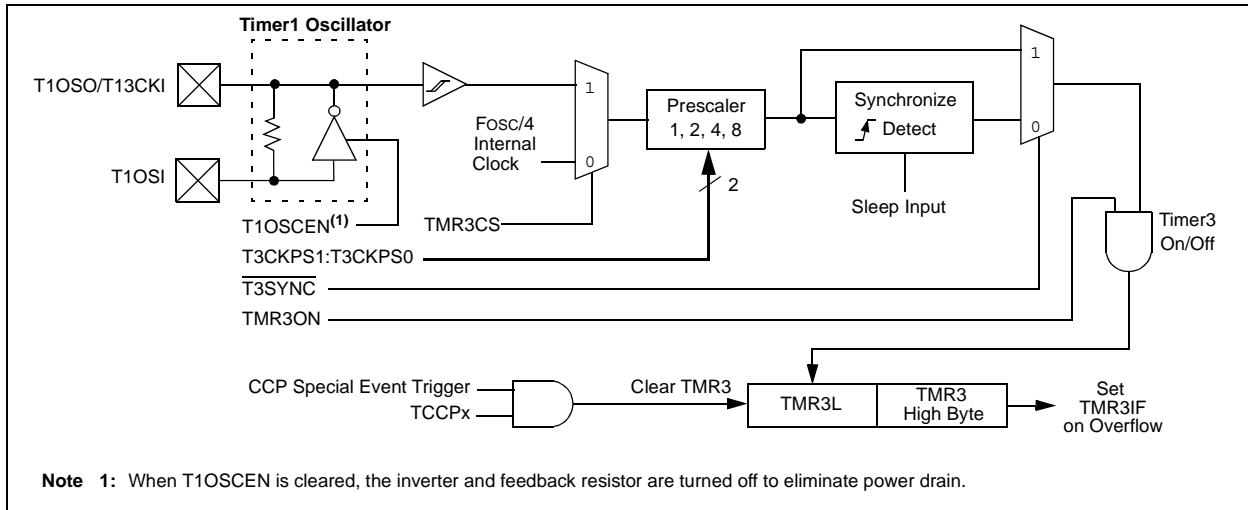 Timer1 Oscillator
T1OSO/T13CKI
T1OSI
FOSC/4
Internal
Clock
1
0
Prescaler
1, 2, 4, 8
2
Synchronize
Detect
Sleep Input
1
0
T1OSCEN(1)
TMR3CS
T3CKPS1:T3CKPS0
T3SYNC
TMR3ON
Timer3
On/Off
CCP Special Event Trigger
TCCPx
Clear TMR3
TMR3L
TMR3
High Byte
Set
TMR3IF
on Overflow
Note 1: When T1OSCEN is cleared, the inverter and feedback resistor are turned off to eliminate power drain.